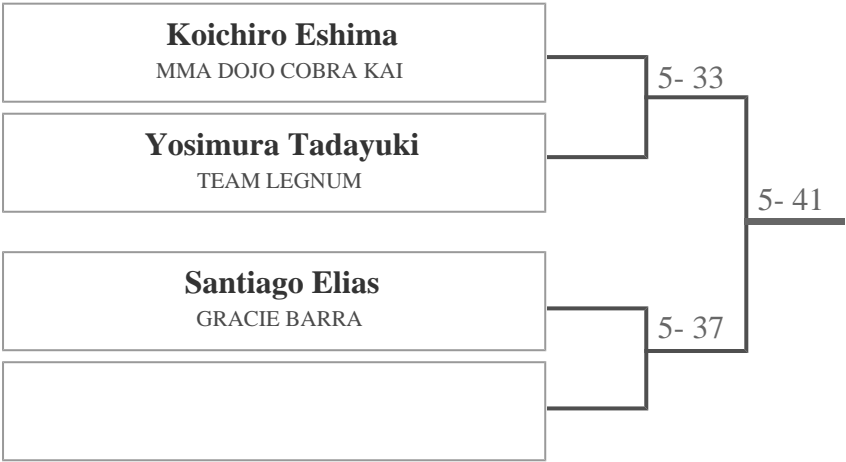 Koichiro Eshima
MMA DOJO COBRA KAI
5- 33
Yosimura Tadayuki
TEAM LEGNUM
5- 41
Santiago Elias
GRACIE BARRA
5- 37